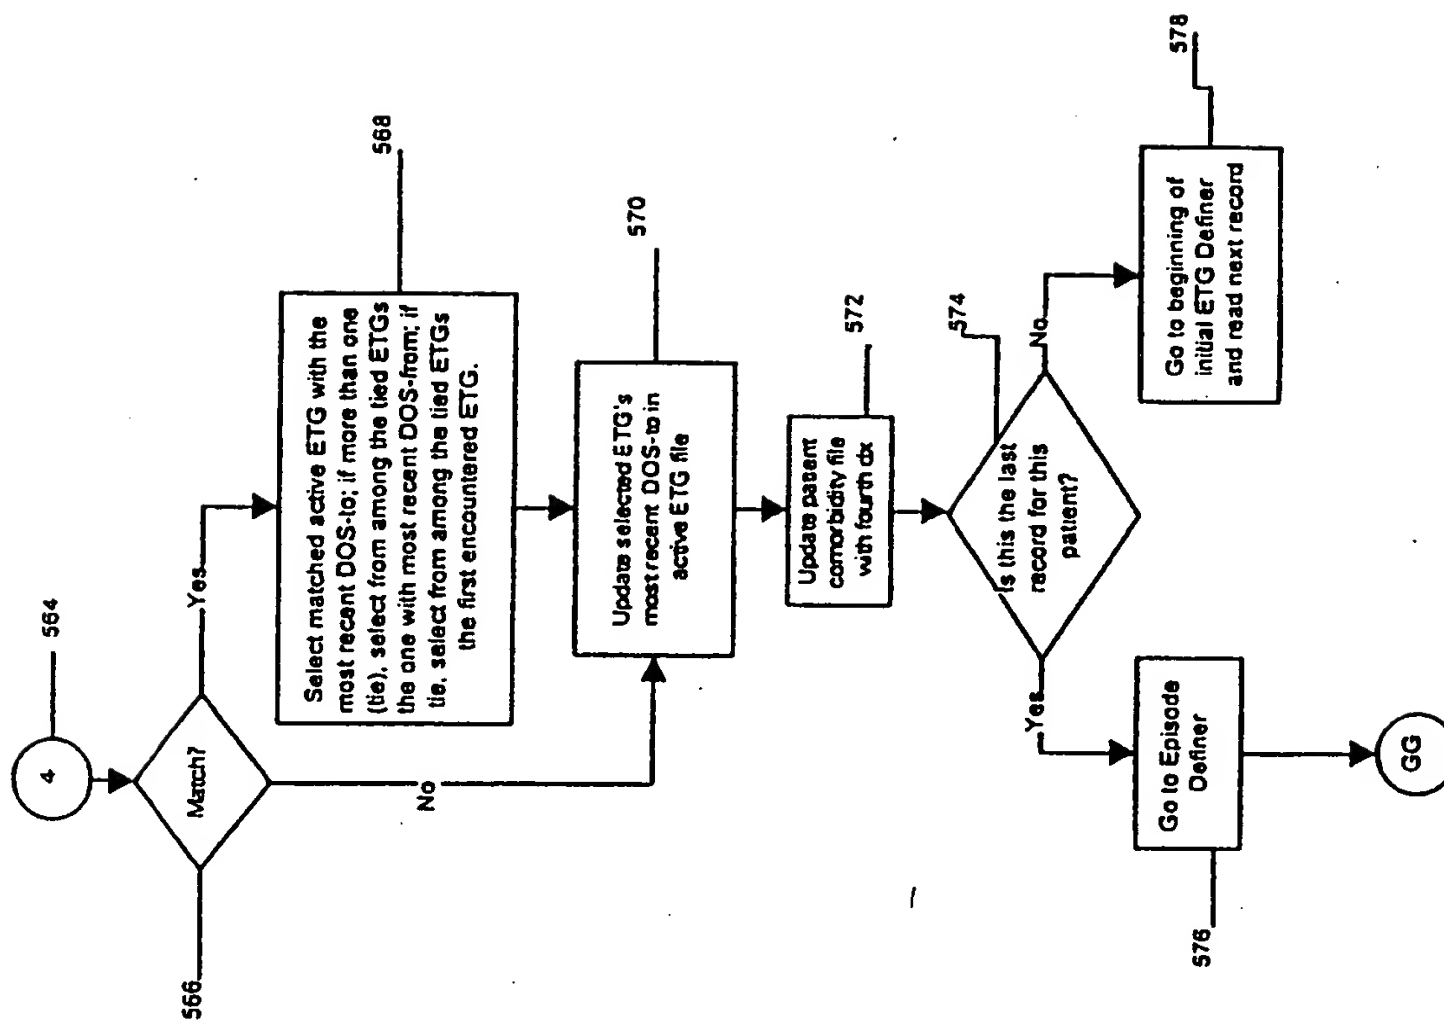 4
564
Match?
566
Yes
No
Select matched active ETG with the
most recent DOS-to; if more than one
(tie), select from among the tied ETGs
the one with most recent DOS-from; if
tie, select from among the tied ETGs
the first encountered ETG.
568
Update selected ETG's
most recent DOS-to in
active ETG file
570
Update patient
comorbidity file
with fourth dx
572
574
Is this the last
record for this
patient?
Yes
No
Go to Episode
Definer
576
Go to beginning of
initial ETG Definer
and read next record
578
GG